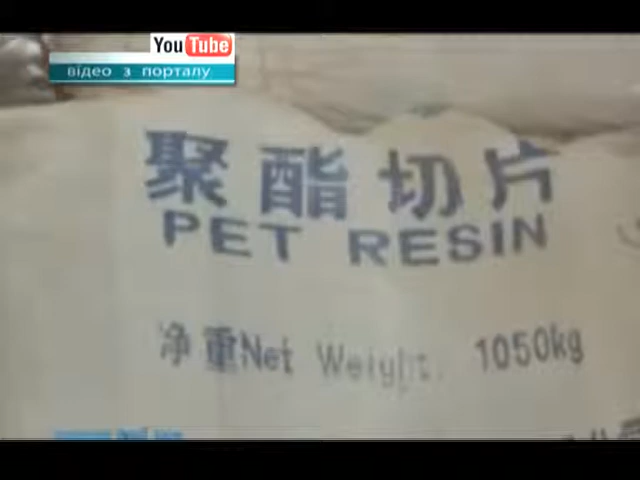 YouTube
відео з порталу
聚酯切片
PET RESIN
净重Net Weight: 1050kg